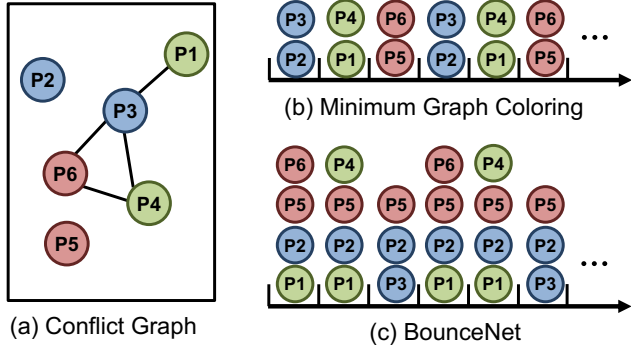 P1
P2
P3
P6
P4
P5
(a) Conflict Graph
P3 P4 P6 P3 P4 P6
P2 P1 P5 P2 P1 P5 ...
(b) Minimum Graph Coloring
P6 P4 P6 P4
P5 P5 P5 P5 P5 P5
P2 P2 P2 P2 P2 P2
P1 P1 P3 P1 P1 P3 ...
(c) BounceNet